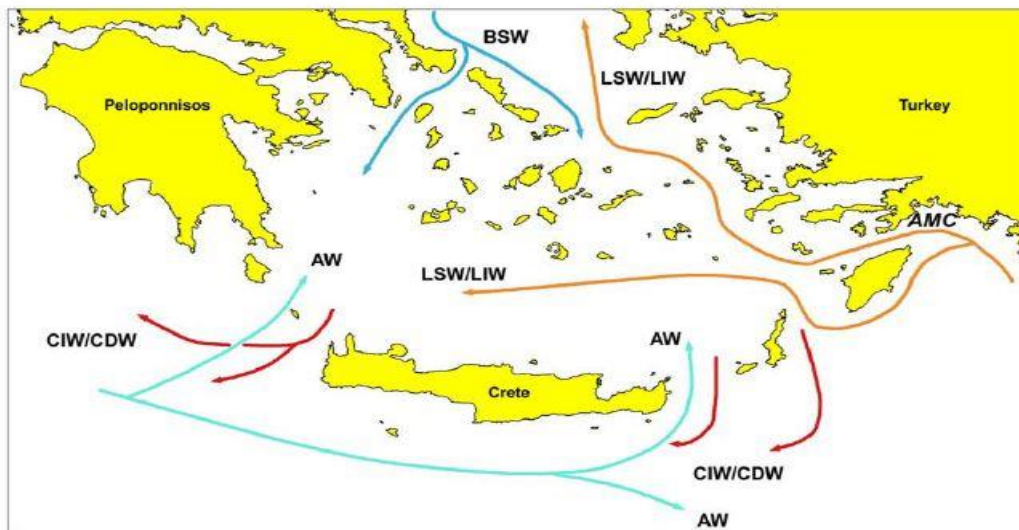 BSW
LSW/LIW
Peloponnisos
Turkey
AMC
AW
LSW/LIW
CIW/CDW
AW
Crete
CIW/CDW
AW